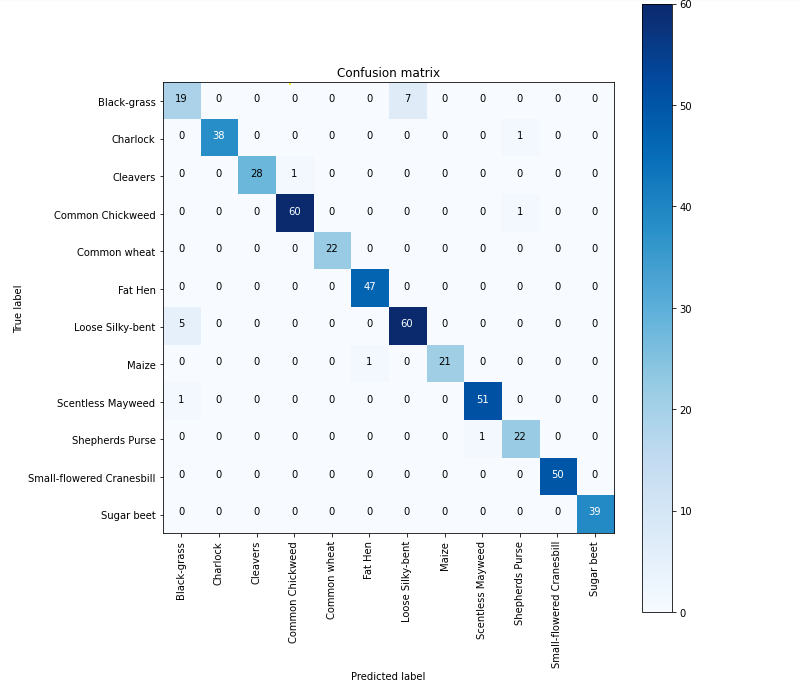 Confusion matrix
Black-grass 19 0 0 0 0 0 7 0 0 0 0 0
Charlock 0 38 0 0 0 0 0 0 0 1 0 0
Cleavers 0 0 28 1 0 0 0 0 0 0 0 0
Common Chickweed 0 0 0 60 0 0 0 0 0 1 0 0
Common wheat 0 0 0 0 22 0 0 0 0 0 0 0
Fat Hen 0 0 0 0 0 47 0 0 0 0 0 0
Loose Silky-bent 5 0 0 0 0 0 60 0 0 0 0 0
Maize 0 0 0 0 0 1 0 21 0 0 0 0
Scentless Mayweed 1 0 0 0 0 0 0 0 51 0 0 0
Shepherds Purse 0 0 0 0 0 0 0 0 1 22 0 0
Small-flowered Cranesbill 0 0 0 0 0 0 0 0 0 0 50 0
Sugar beet 0 0 0 0 0 0 0 0 0 0 0 39
True label
Black-grass
Charlock
Cleavers
Common Chickweed
Common wheat
Fat Hen
Loose Silky-bent
Maize
Scentless Mayweed
Shepherds Purse
Small-flowered Cranesbill
Sugar beet
Predicted label
60
50
40
30
20
10
0